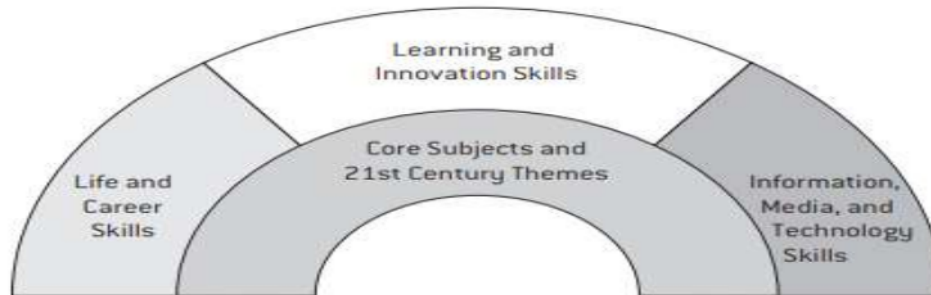 Learning and
Innovation Skills
Core Subjects and
21st Century Themes
Life and
Career
Skills
Information,
Media, and
Technology
Skills